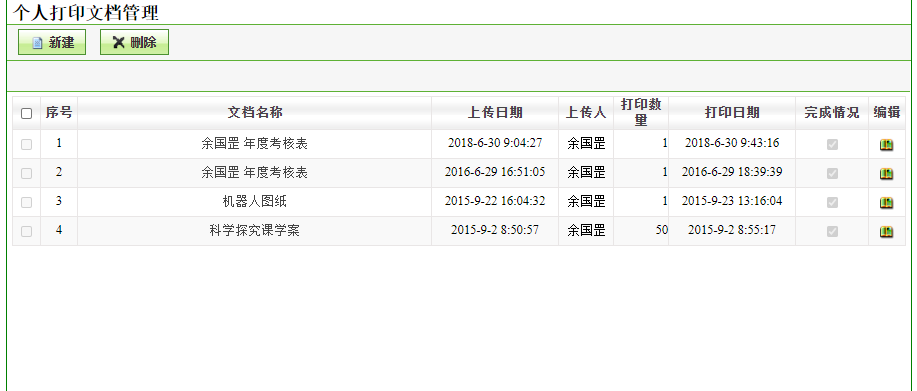 个人打印文档管理
新建 删除
序号 文档名称 上传日期 上传人 打印数量 打印日期 完成情况 编辑
1 余国罡 年度考核表 2018-6-30 9:04:27 余国罡 1 2018-6-30 9:43:16
2 余国罡 年度考核表 2016-6-29 16:51:05 余国罡 1 2016-6-29 18:39:39
3 机器人图纸 2015-9-22 16:04:32 余国罡 1 2015-9-23 13:16:04
4 科学探究课学案 2015-9-2 8:50:57 余国罡 50 2015-9-2 8:55:17